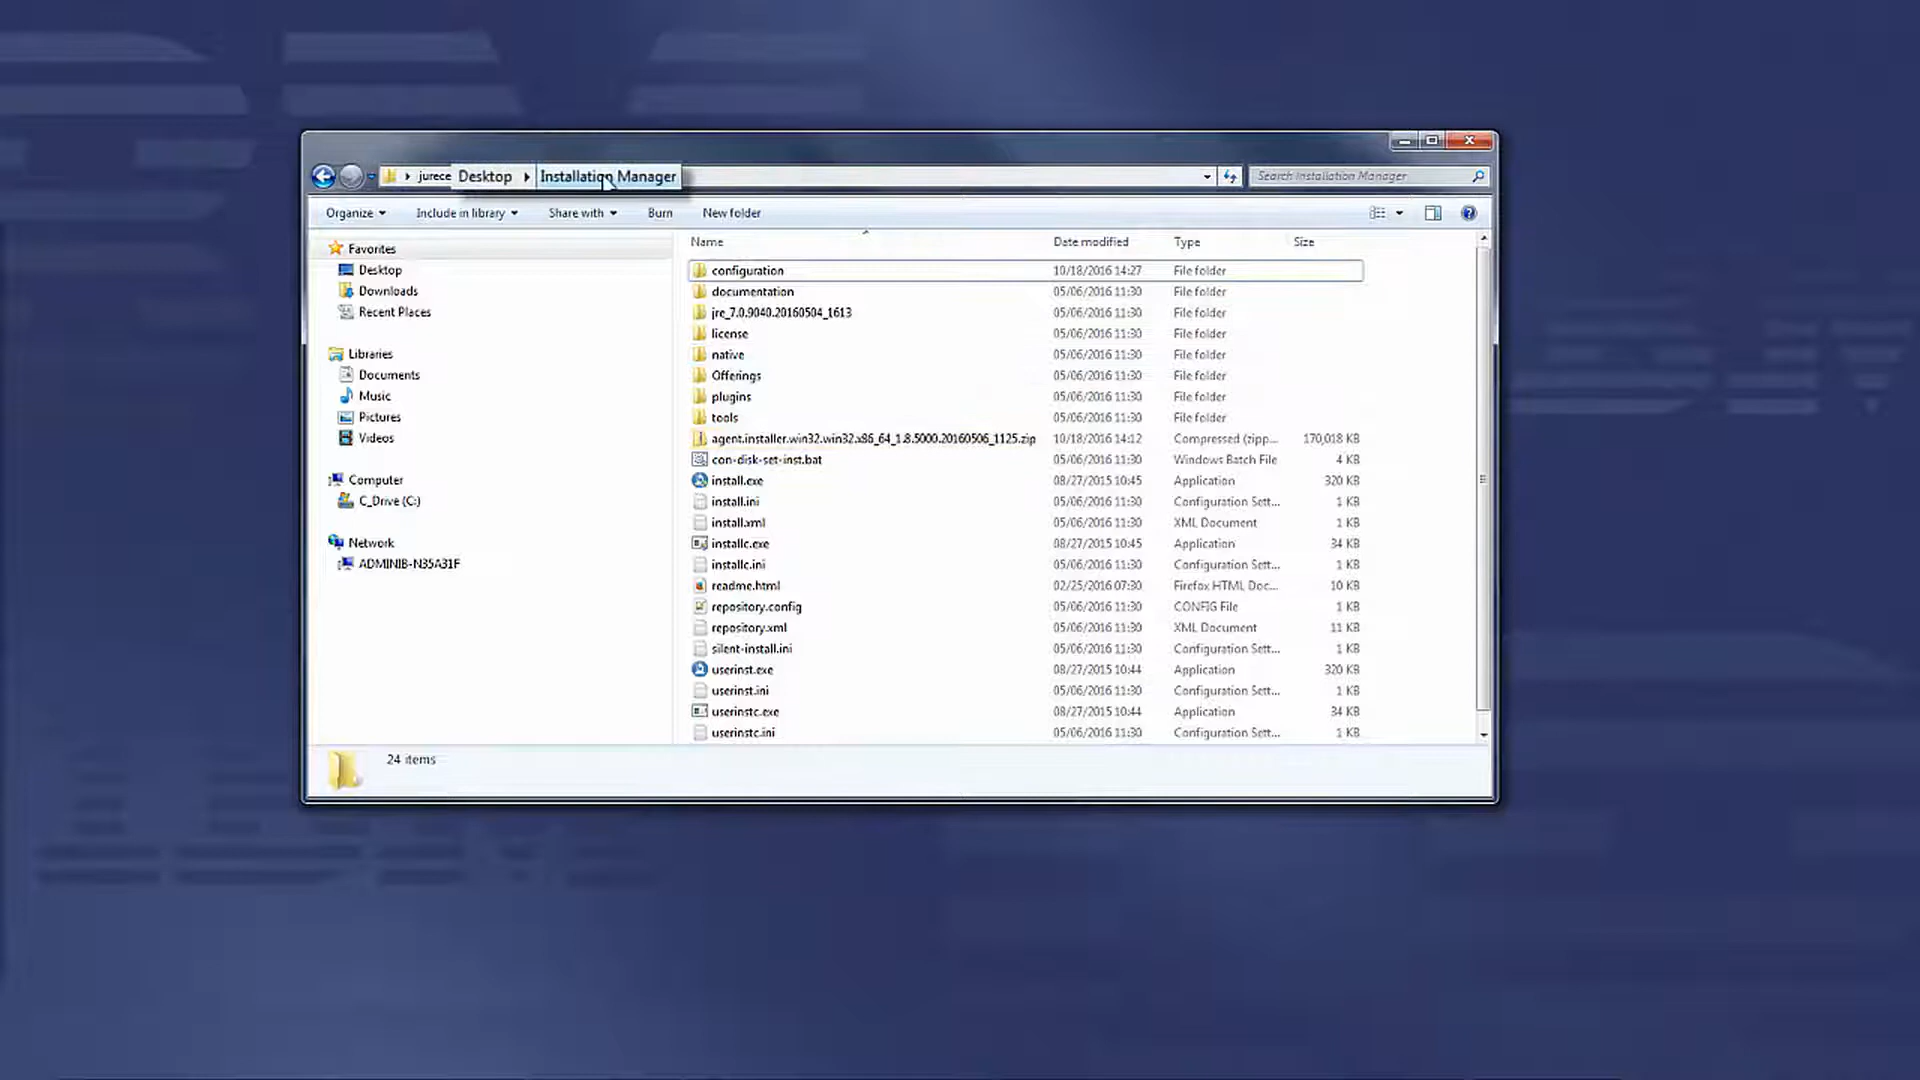 jurece Desktop Installation Manager Search Installation Manager
Organize Include in library Share with Burn New folder
Name Date modified Type Size
Favorites
Desktop
Downloads
Recent Places
Libraries
Documents
Music
Pictures
Videos
Computer
C_Drive (C:)
Network
ADMINIB-N35A31F
configuration 10/18/2016 14:27 File folder
documentation 05/06/2016 11:30 File folder
jre_7.0.9040.20160504_1613 05/06/2016 11:30 File folder
license 05/06/2016 11:30 File folder
native 05/06/2016 11:30 File folder
Offerings 05/06/2016 11:30 File folder
plugins 05/06/2016 11:30 File folder
tools 05/06/2016 11:30 File folder
agent.installer.win32.win32.x86_64_1.8.5000.20160506_1125.zip 10/18/2016 14:12 Compressed (zipp... 170,018 KB
con-disk-set-inst.bat 05/06/2016 11:30 Windows Batch File 4 KB
install.exe 08/27/2015 10:45 Application 320 KB
install.ini 05/06/2016 11:30 Configuration Sett... 1 KB
install.xml 05/06/2016 11:30 XML Document 1 KB
installc.exe 08/27/2015 10:45 Application 34 KB
installc.ini 05/06/2016 11:30 Configuration Sett... 1 KB
readme.html 02/25/2016 07:30 Firefox HTML Doc... 10 KB
repository.config 05/06/2016 11:30 CONFIG File 1 KB
repository.xml 05/06/2016 11:30 XML Document 11 KB
silent-install.ini 05/06/2016 11:30 Configuration Sett... 1 KB
userinst.exe 08/27/2015 10:44 Application 320 KB
userinst.ini 05/06/2016 11:30 Configuration Sett... 1 KB
userinstc.exe 08/27/2015 10:44 Application 34 KB
userinstc.ini 05/06/2016 11:30 Configuration Sett... 1 KB
24 items